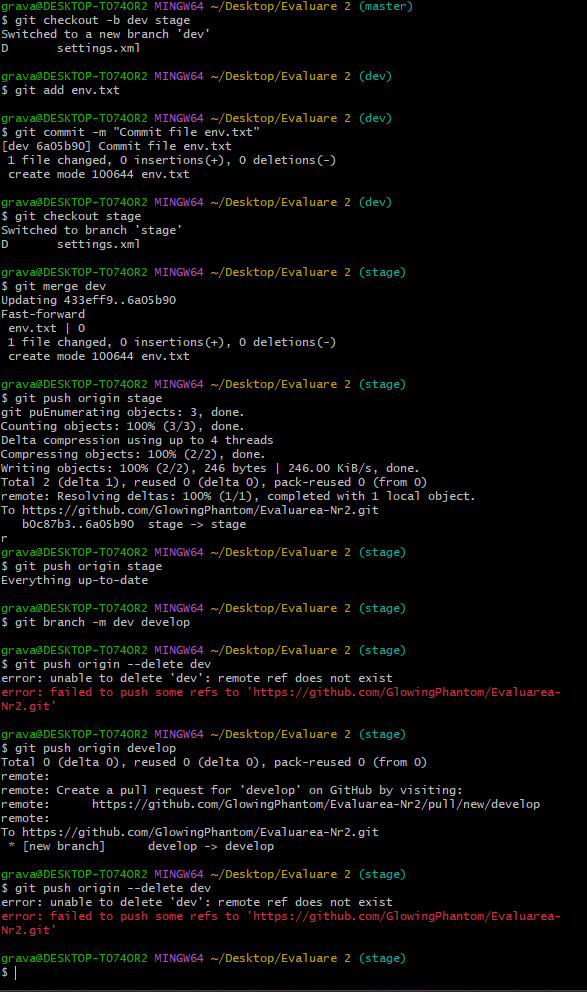 grava@DESKTOP-TO74OR2 MINGW64 ~/Desktop/Evaluare 2 (master)
$ git checkout -b dev stage
Switched to a new branch 'dev'
D       settings.xml
grava@DESKTOP-TO74OR2 MINGW64 ~/Desktop/Evaluare 2 (dev)
$ git add env.txt
grava@DESKTOP-TO74OR2 MINGW64 ~/Desktop/Evaluare 2 (dev)
$ git commit -m "Commit file env.txt"
[dev 6a05b90] Commit file env.txt
 1 file changed, 0 insertions(+), 0 deletions(-)
 create mode 100644 env.txt
grava@DESKTOP-TO74OR2 MINGW64 ~/Desktop/Evaluare 2 (dev)
$ git checkout stage
Switched to branch 'stage'
D       settings.xml
grava@DESKTOP-TO74OR2 MINGW64 ~/Desktop/Evaluare 2 (stage)
$ git merge dev
Updating 433eff9..6a05b90
Fast-forward
 env.txt | 0
 1 file changed, 0 insertions(+), 0 deletions(-)
 create mode 100644 env.txt
grava@DESKTOP-TO74OR2 MINGW64 ~/Desktop/Evaluare 2 (stage)
$ git push origin stage
git puEnumerating objects: 3, done.
Counting objects: 100% (3/3), done.
Delta compression using up to 4 threads
Compressing objects: 100% (2/2), done.
Writing objects: 100% (2/2), 246 bytes | 246.00 KiB/s, done.
Total 2 (delta 1), reused 0 (delta 0), pack-reused 0 (from 0)
remote: Resolving deltas: 100% (1/1), completed with 1 local object.
To https://github.com/GlowingPhantom/Evaluarea-Nr2.git
   b0c87b3..6a05b90  stage -> stage
r
grava@DESKTOP-TO74OR2 MINGW64 ~/Desktop/Evaluare 2 (stage)
$ git push origin stage
Everything up-to-date
grava@DESKTOP-TO74OR2 MINGW64 ~/Desktop/Evaluare 2 (stage)
$ git branch -m dev develop
grava@DESKTOP-TO74OR2 MINGW64 ~/Desktop/Evaluare 2 (stage)
$ git push origin --delete dev
error: unable to delete 'dev': remote ref does not exist
error: failed to push some refs to 'https://github.com/GlowingPhantom/Evaluarea-
Nr2.git'
grava@DESKTOP-TO74OR2 MINGW64 ~/Desktop/Evaluare 2 (stage)
$ git push origin develop
Total 0 (delta 0), reused 0 (delta 0), pack-reused 0 (from 0)
remote:
remote: Create a pull request for 'develop' on GitHub by visiting:
remote:      https://github.com/GlowingPhantom/Evaluarea-Nr2/pull/new/develop
remote:
To https://github.com/GlowingPhantom/Evaluarea-Nr2.git
 * [new branch]      develop -> develop
grava@DESKTOP-TO74OR2 MINGW64 ~/Desktop/Evaluare 2 (stage)
$ git push origin --delete dev
error: unable to delete 'dev': remote ref does not exist
error: failed to push some refs to 'https://github.com/GlowingPhantom/Evaluarea-
Nr2.git'
grava@DESKTOP-TO74OR2 MINGW64 ~/Desktop/Evaluare 2 (stage)
$